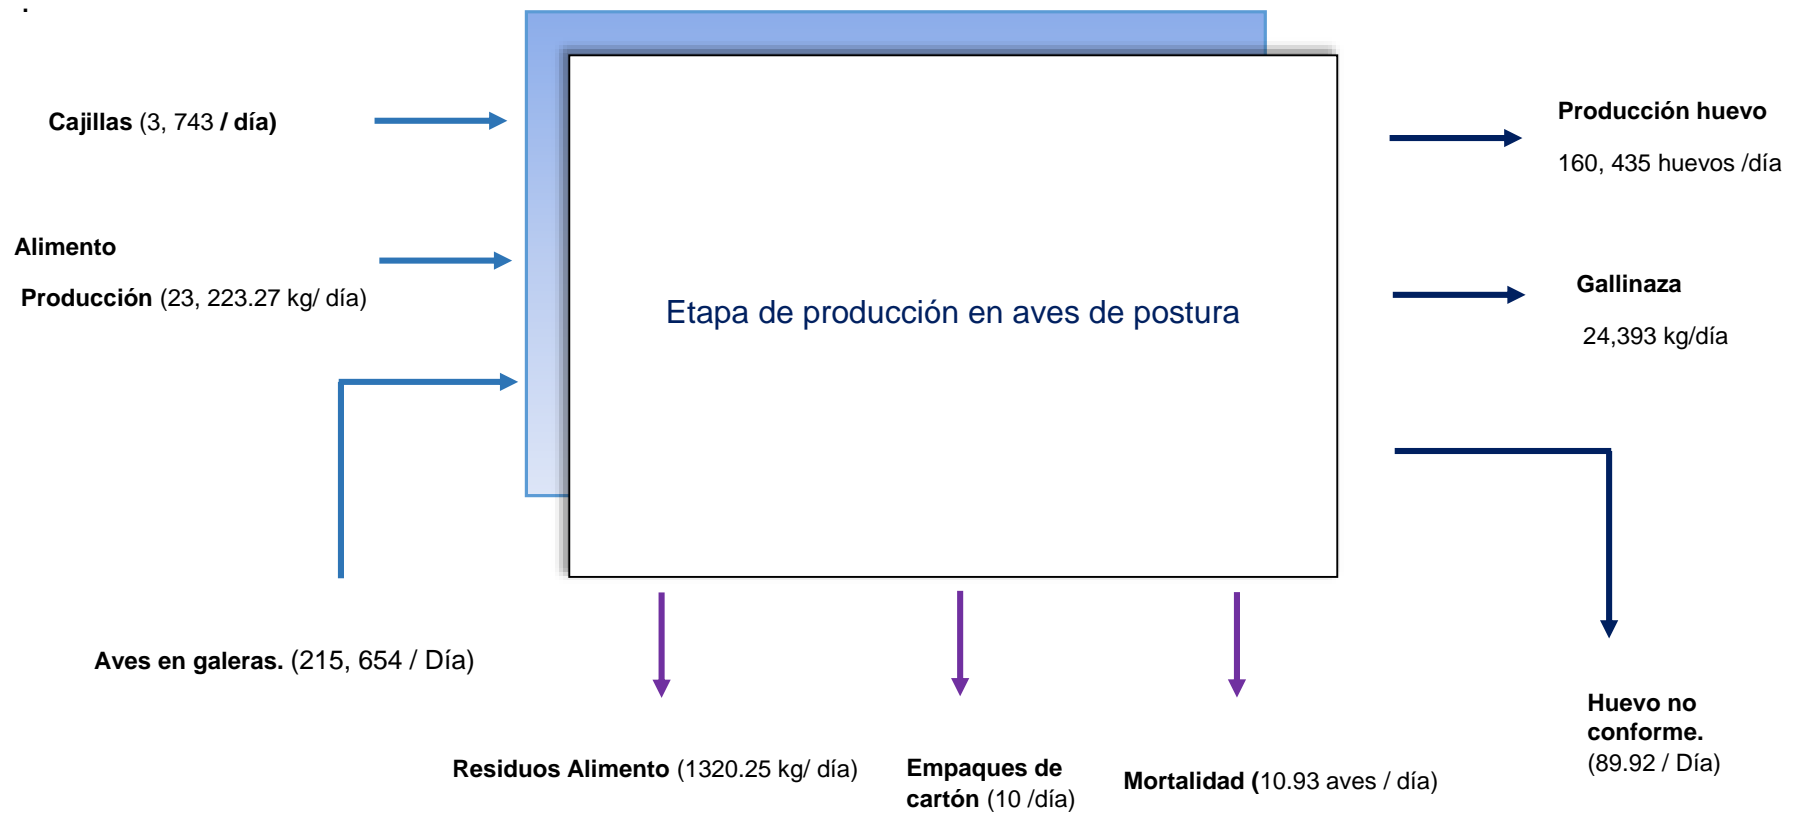 .
Cajillas (3, 743 / día)
Alimento
Producción (23, 223.27 kg/ día)
Aves en galeras. (215, 654 / Día)
Etapa de producción en aves de postura
Producción huevo
160, 435 huevos /día
Gallinaza
24,393 kg/día
Huevo no
conforme.
(89.92 / Día)
Residuos Alimento (1320.25 kg/ día)
Empaques de
cartón (10 /día)
Mortalidad (10.93 aves / día)